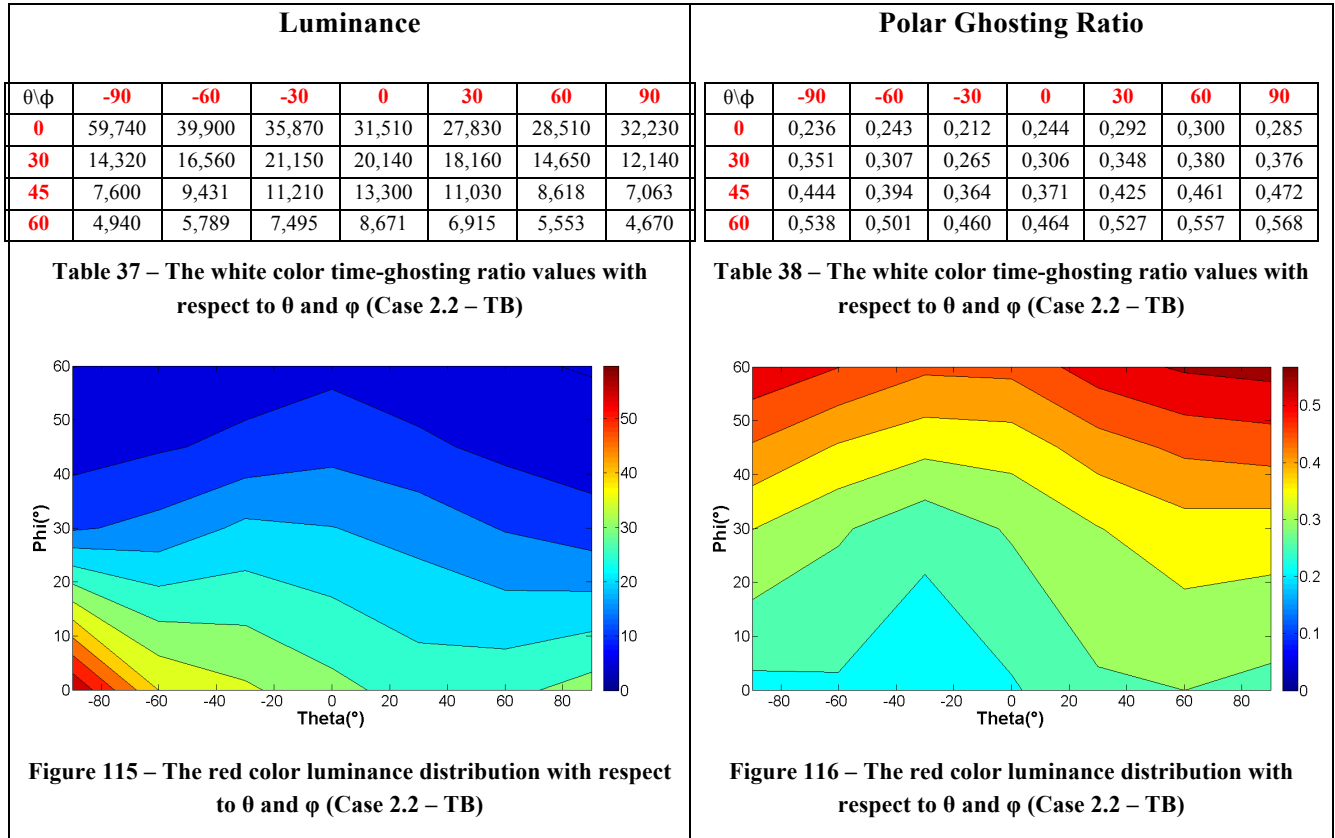 Luminance
θ\ϕ -90 -60 -30 0 30 60 90
0 59,740 39,900 35,870 31,510 27,830 28,510 32,230
30 14,320 16,560 21,150 20,140 18,160 14,650 12,140
45 7,600 9,431 11,210 13,300 11,030 8,618 7,063
60 4,940 5,789 7,495 8,671 6,915 5,553 4,670
Table 37 – The white color time-ghosting ratio values with
respect to θ and φ (Case 2.2 – TB)
60
50
40
30
20
10
0
Phi(°)
-80 -60 -40 -20 0 20 40 60 80
Theta(°)
50
40
30
20
10
0
Figure 115 – The red color luminance distribution with respect
to θ and φ (Case 2.2 – TB)
Polar Ghosting Ratio
θ\ϕ -90 -60 -30 0 30 60 90
0 0,236 0,243 0,212 0,244 0,292 0,300 0,285
30 0,351 0,307 0,265 0,306 0,348 0,380 0,376
45 0,444 0,394 0,364 0,371 0,425 0,461 0,472
60 0,538 0,501 0,460 0,464 0,527 0,557 0,568
Table 38 – The white color time-ghosting ratio values with
respect to θ and φ (Case 2.2 – TB)
60
50
40
30
20
10
0
Phi(°)
-80 -60 -40 -20 0 20 40 60 80
Theta(°)
0.5
0.4
0.3
0.2
0.1
0
Figure 116 – The red color luminance distribution with
respect to θ and φ (Case 2.2 – TB)